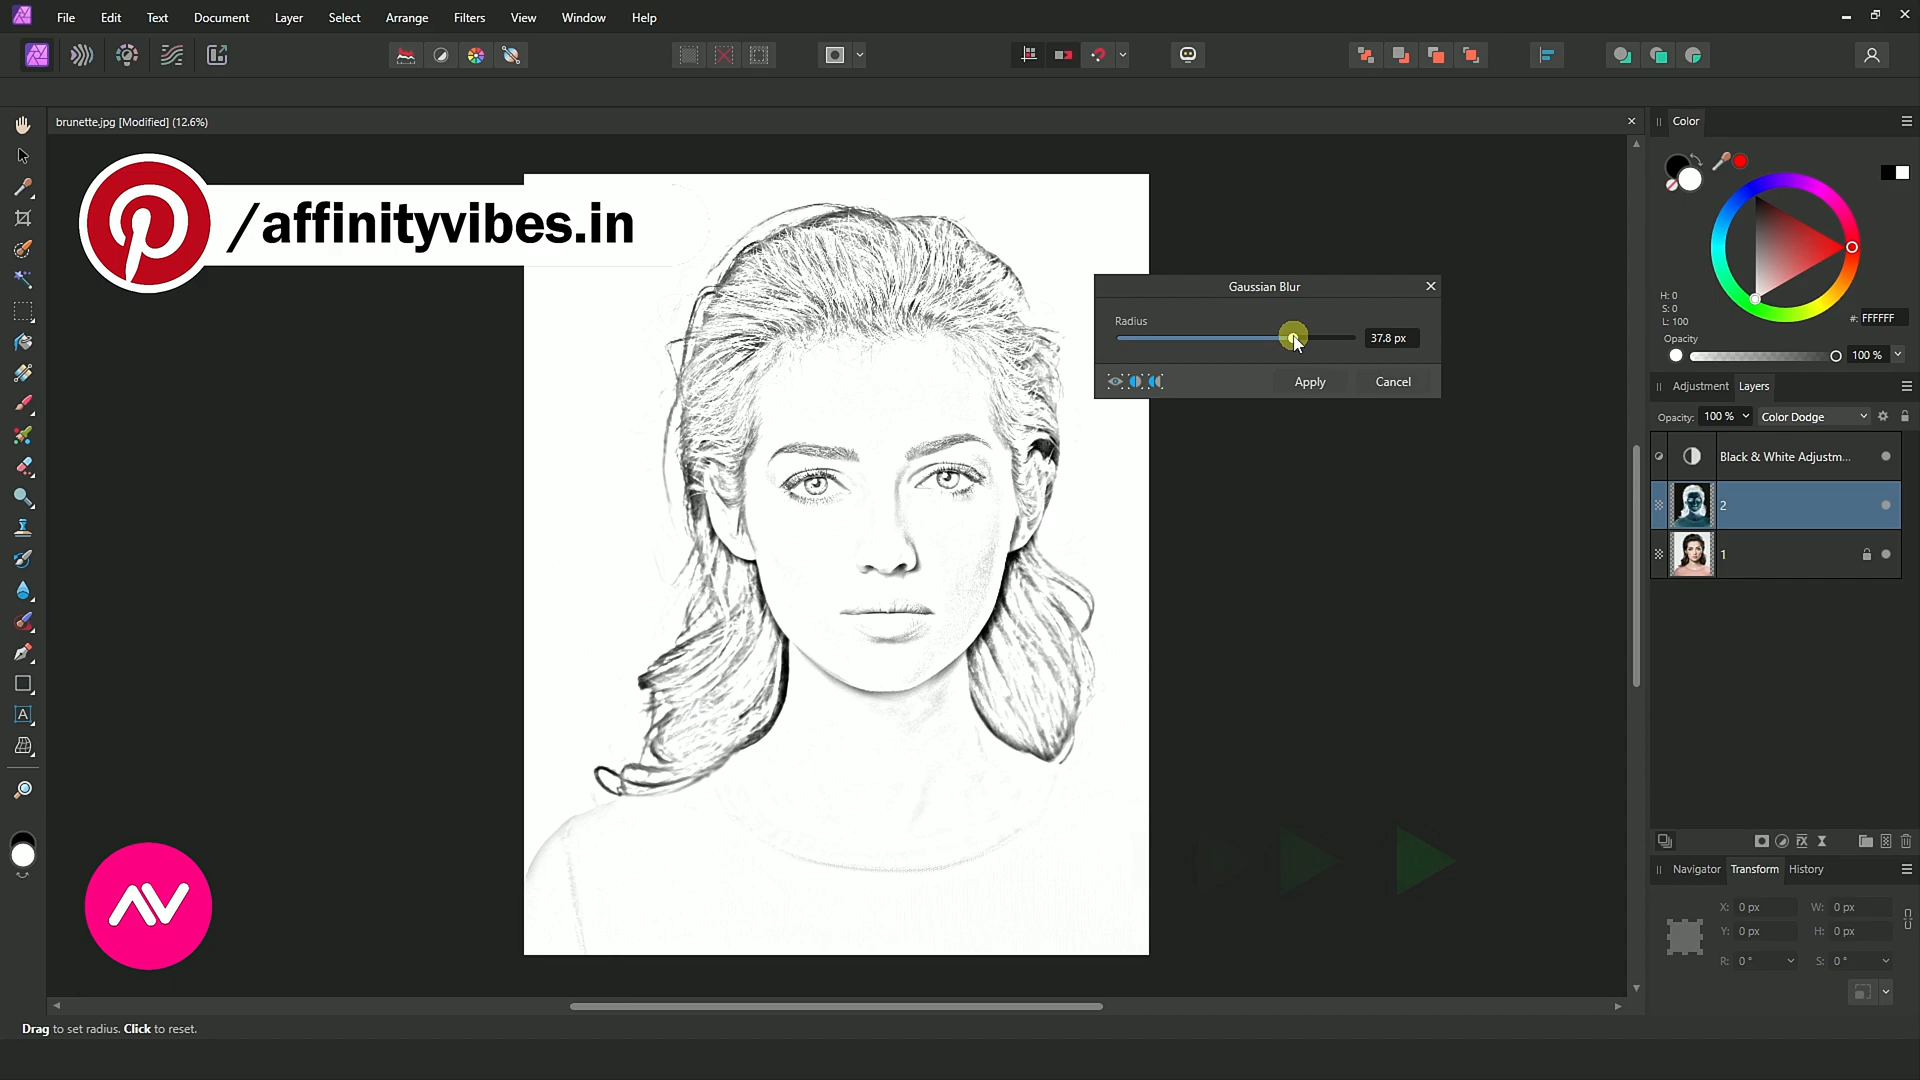 File Edit Text Document Layer Select Arrange Filters View Window Help
brunette.jpg [Modified] (12.6%)
/affinityvibes.in
Gaussian Blur
Radius
37.8 px
Apply Cancel
Color
H: 0
S: 0
L: 100
#: FFFFFF
Opacity
100 %
Adjustment Layers
Opacity: 100 % Color Dodge
Black & White Adjustm...
2
1
Navigator Transform History
X: 0 px W: 0 px
Y: 0 px H: 0 px
R: 0 ° S: 0 °
Drag to set radius. Click to reset.